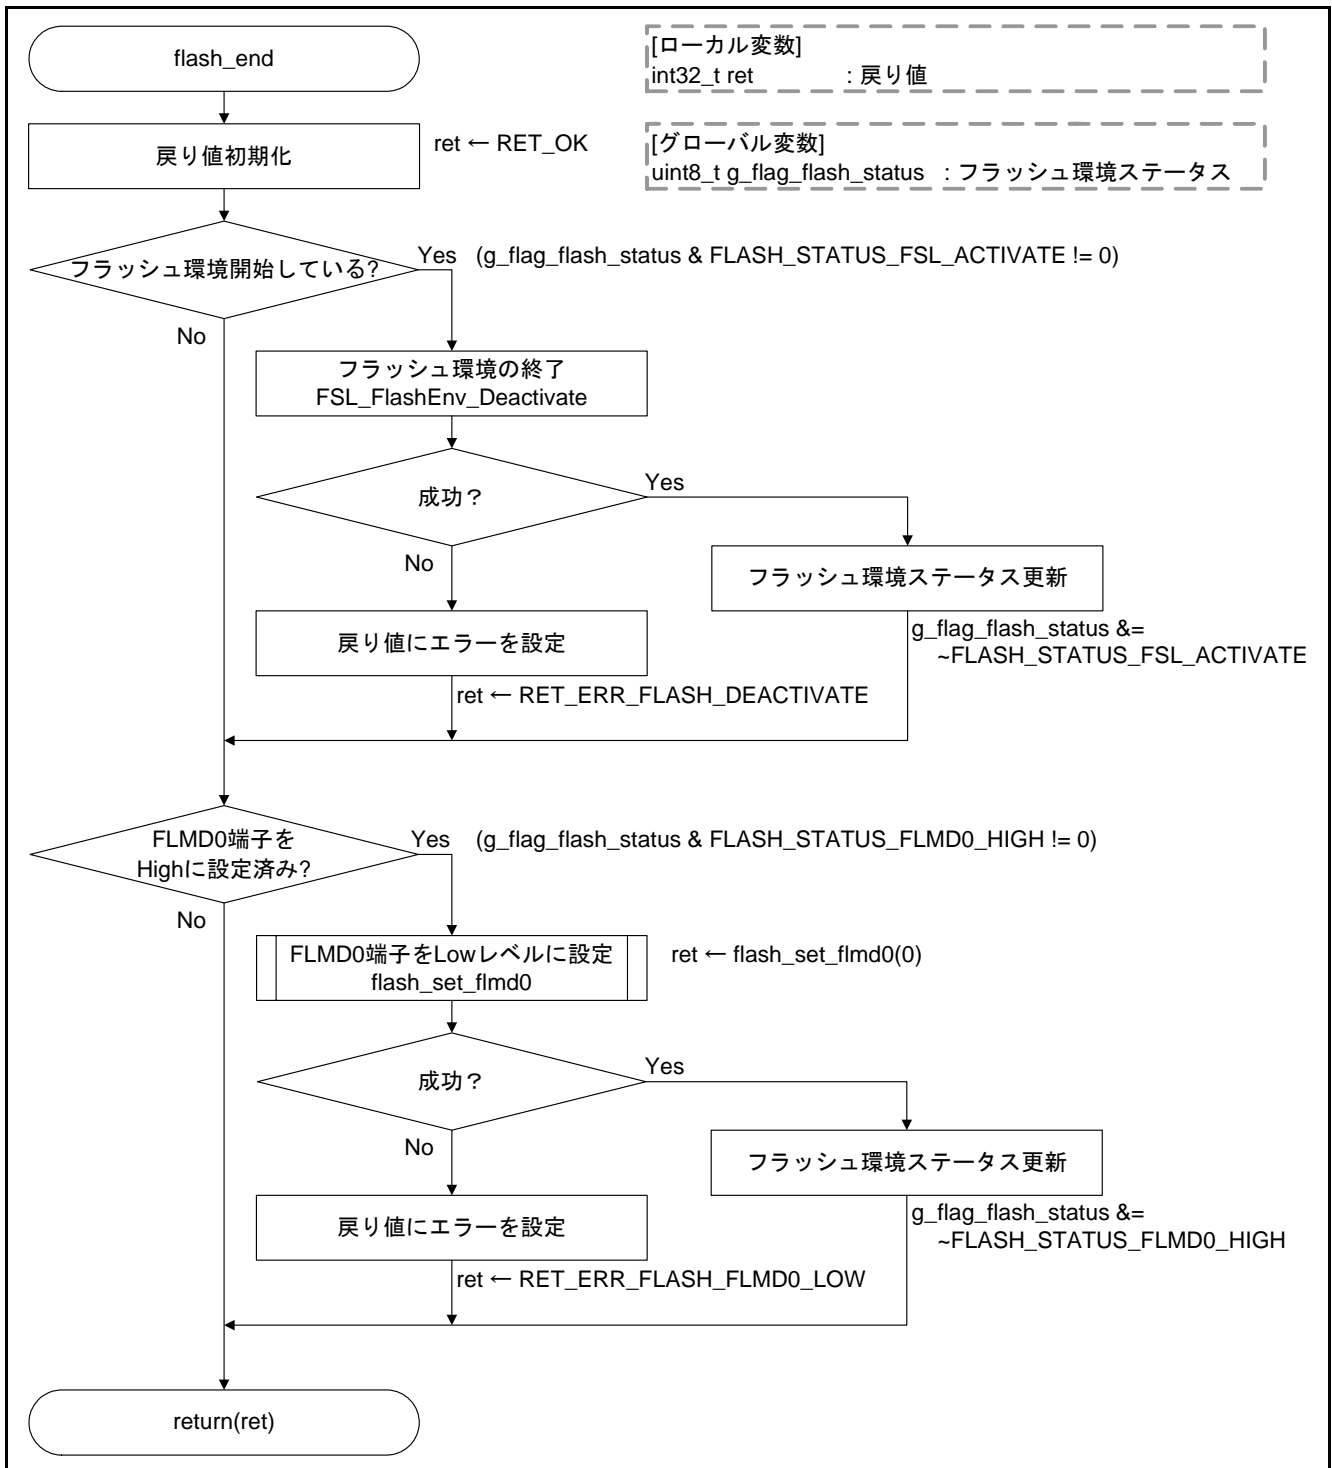 flash_end
[ローカル変数]
int32_t ret : 戻り値
戻り値初期化
ret ← RET_OK
[グローバル変数]
uint8_t g_flag_flash_status : フラッシュ環境ステータス
フラッシュ環境開始している?
Yes (g_flag_flash_status & FLASH_STATUS_FSL_ACTIVATE != 0)
No
フラッシュ環境の終了
FSL_FlashEnv_Deactivate
成功？
Yes
No
フラッシュ環境ステータス更新
g_flag_flash_status &=
~FLASH_STATUS_FSL_ACTIVATE
戻り値にエラーを設定
ret ← RET_ERR_FLASH_DEACTIVATE
FLMD0端子を
Highに設定済み?
Yes (g_flag_flash_status & FLASH_STATUS_FLMD0_HIGH != 0)
No
FLMD0端子をLowレベルに設定
flash_set_flmd0
ret ← flash_set_flmd0(0)
成功？
Yes
No
フラッシュ環境ステータス更新
g_flag_flash_status &=
~FLASH_STATUS_FLMD0_HIGH
戻り値にエラーを設定
ret ← RET_ERR_FLASH_FLMD0_LOW
return(ret)